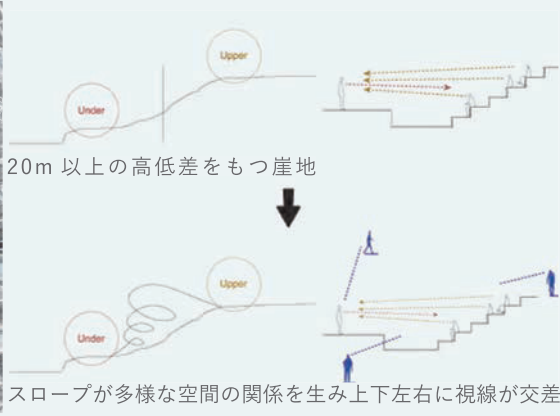 Upper
Under
20m 以上の高低差をもつ崖地
Upper
Under
スロープが多様な空間の関係を生み上下左右に視線が交差